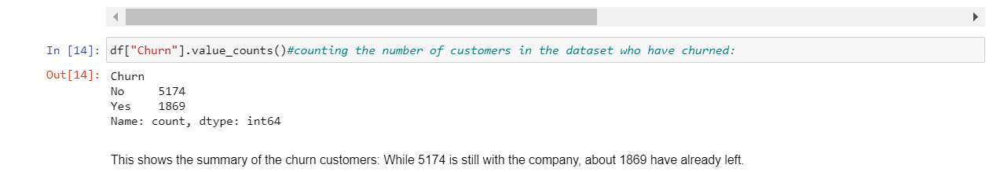 In [14]: df["Churn"].value_counts()#counting the number of customers in the dataset who have churned:
Out[14]: Churn
No 5174
Yes 1869
Name: count, dtype: int64
This shows the summary of the churn customers: While 5174 is still with the company, about 1869 have already left.